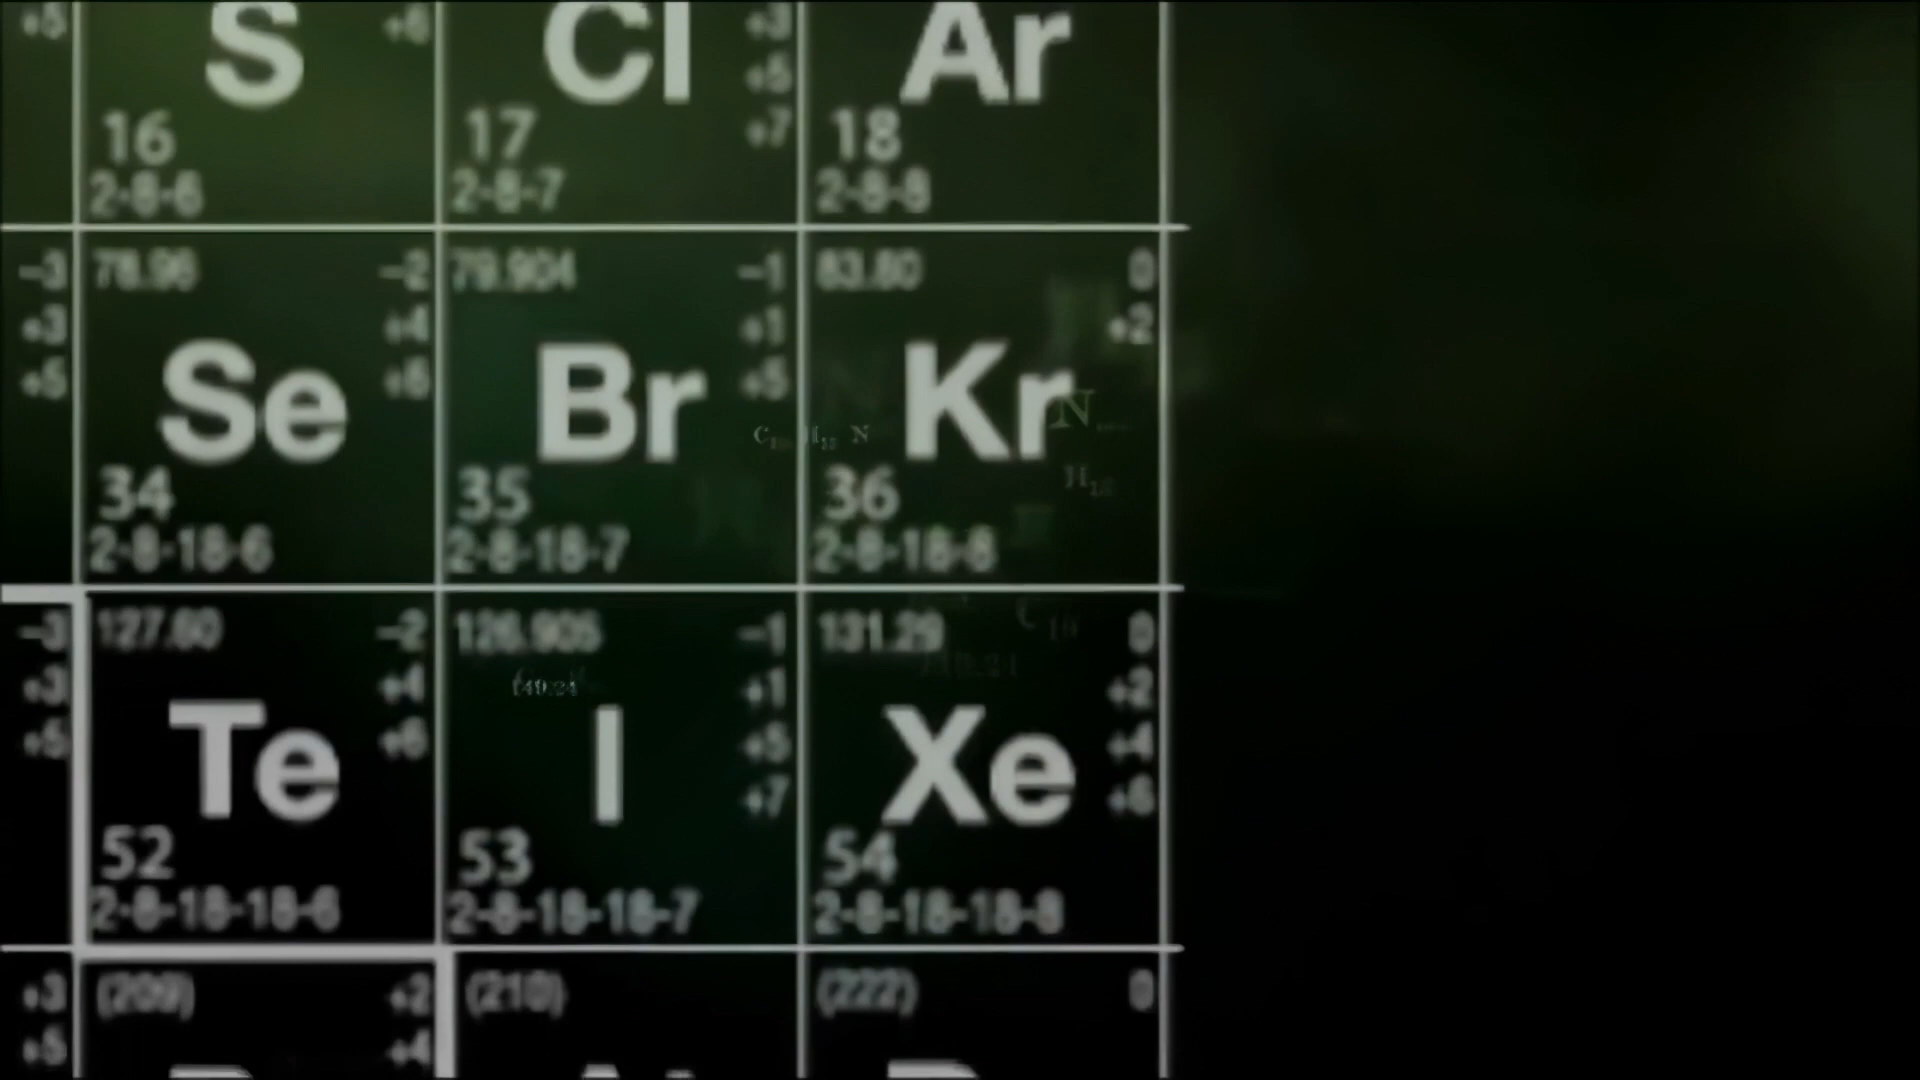 +5 S +6 Cl +3 Ar
+5
16 17 +7 18
2-8-6 2-8-7 2-8-8
-3 78.96 -2 79.904 -1 83.80 0
+3 +4 +1 +2
+5 Se +6 Br +5 Kr N
C H N
H
34 35 36
2-8-18-6 2-8-18-7 2-8-18-8
-3 127.60 -2 126.905 -1 131.29 0
C 10
149.24
+3 +4 +1 +2
+5 Te +6 I +5 Xe +4
+7 +6
52 53 54
2-8-18-18-6 2-8-18-18-7 2-8-18-18-8
+3 (209) +2 (210) (222) 0
+5 +4